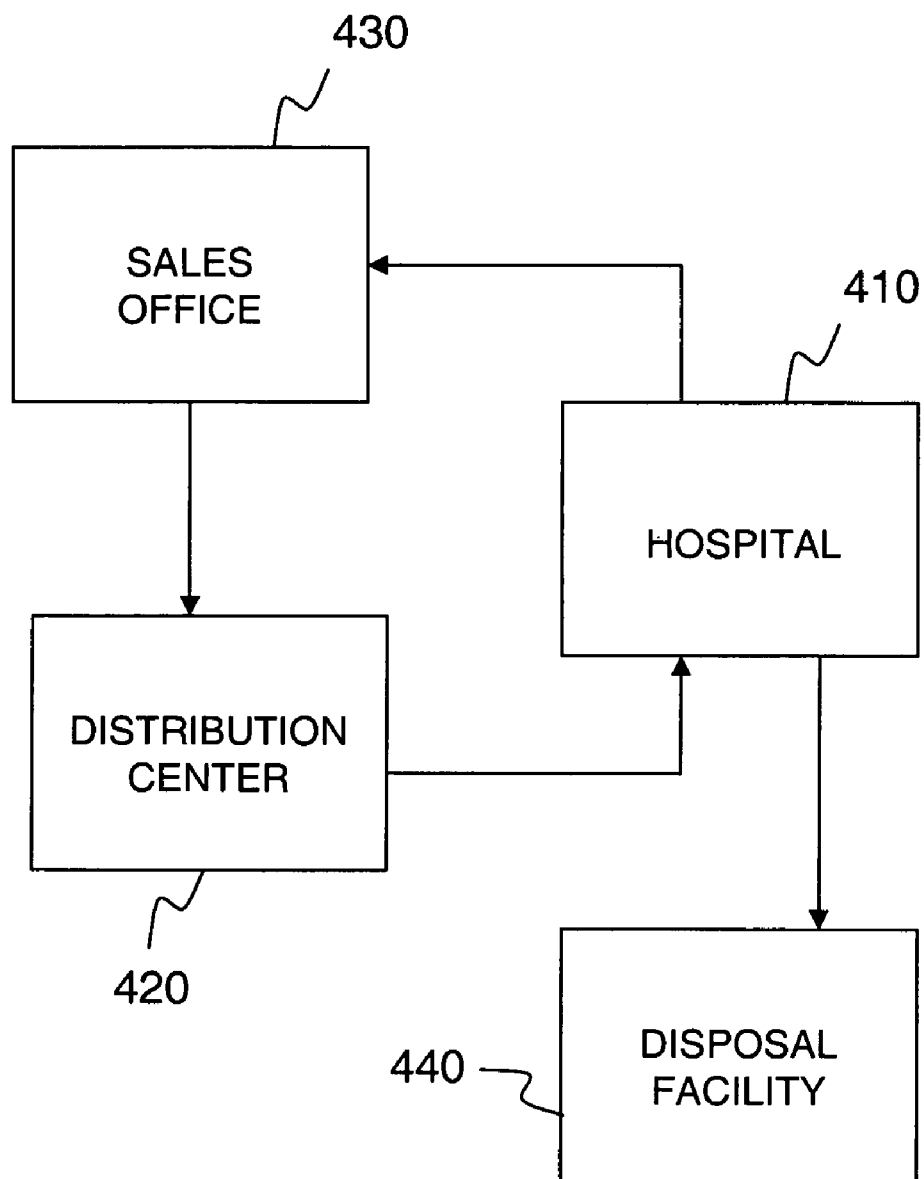 430
SALES
OFFICE
410
HOSPITAL
DISTRIBUTION
CENTER
420
440
DISPOSAL
FACILITY